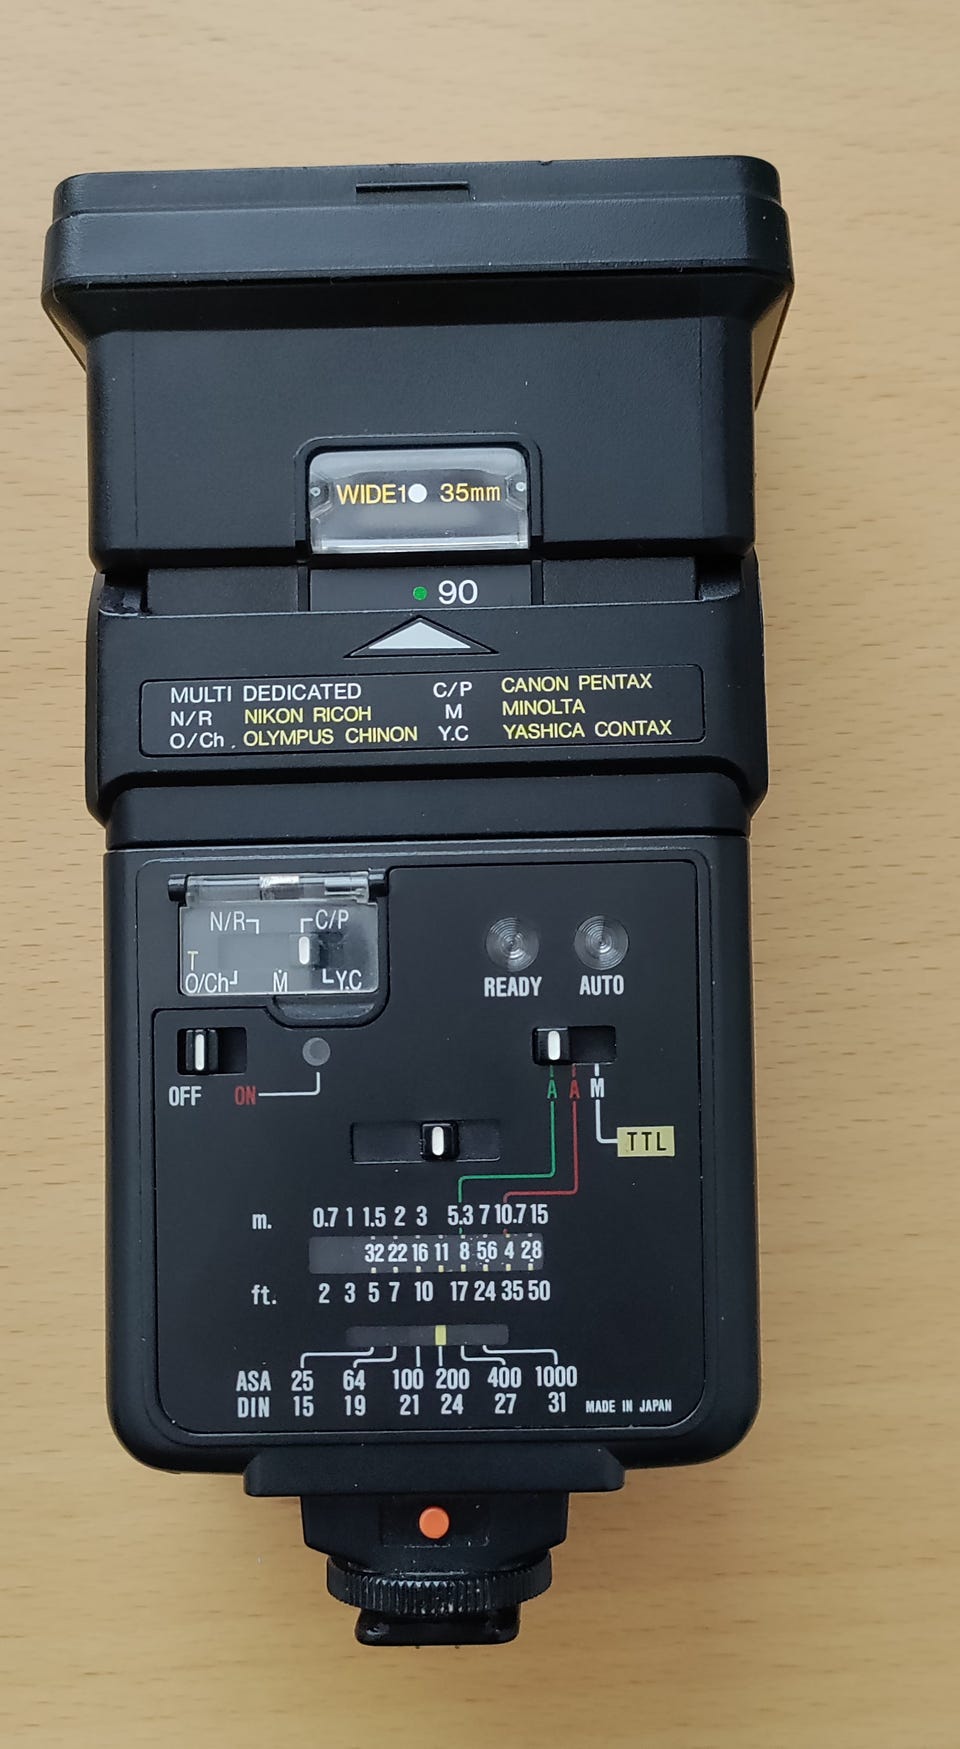 WIDE1 35mm
90
MULTI DEDICATED C/P CANON PENTAX
N/R NIKON RICOH M MINOLTA
O/Ch. OLYMPUS CHINON Y.C YASHICA CONTAX
N/R C/P
T
O/Ch M Y.C
READY AUTO
OFF ON
A A M
TTL
m. 0.7 1 1.5 2 3 5.3 7 10.7 15
32 22 16 11 8 5.6 4 2.8
ft. 2 3 5 7 10 17 24 35 50
ASA 25 64 100 200 400 1000
DIN 15 19 21 24 27 31 MADE IN JAPAN